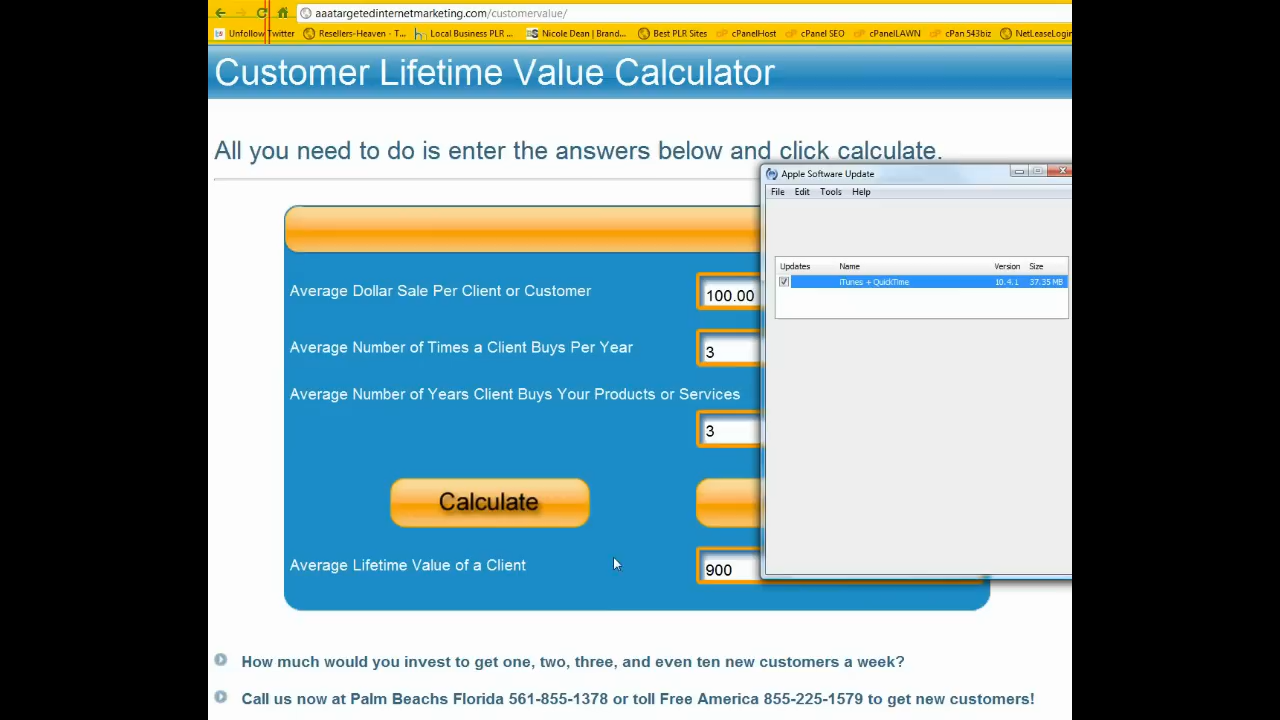 aaatargetedinternetmarketing.com/customervalue/
Unfollow Twitter Resellers-Heaven - T... Local Business PLR ... Nicole Dean | Brand... Best PLR Sites cPanelHost cPanel SEO cPanelLAWN cPan 543biz NetLeaseLogin
Customer Lifetime Value Calculator
All you need to do is enter the answers below and click calculate.
Apple Software Update
File Edit Tools Help
Updates Name Version Size
iTunes + QuickTime 10.4.1 37.35 MB
Average Dollar Sale Per Client or Customer 100.00
Average Number of Times a Client Buys Per Year 3
Average Number of Years Client Buys Your Products or Services
3
Calculate
Average Lifetime Value of a Client 900
How much would you invest to get one, two, three, and even ten new customers a week?
Call us now at Palm Beachs Florida 561-855-1378 or toll Free America 855-225-1579 to get new customers!